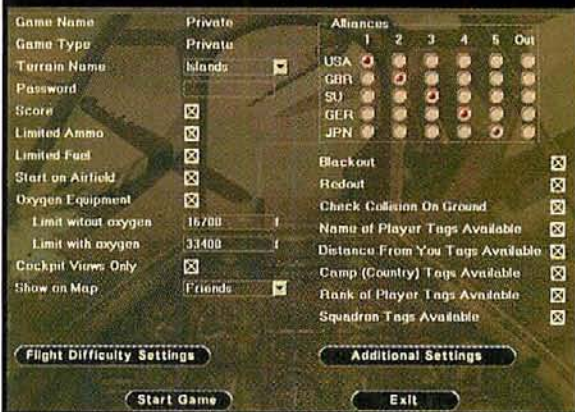 Game Name Private
Game Type Private
Terrain Name Islands
Password
Score
Limited Ammo
Limited Fuel
Start on Airfield
Oxygen Equipment
Limit witout oxygen 16700 f
Limit with oxygen 33400 f
Cockpit Views Only
Show on Map Friends
Flight Difficulty Settings
Start Game
Alliances
1 2 3 4 5 Out
USA
GBR
SU
GER
JPN
Blackout
Redout
Check Collision On Ground
Name of Player Tags Available
Distance From You Tags Available
Camp (Country) Tags Available
Rank of Player Tags Available
Squadron Tags Available
Additional Settings
Exit